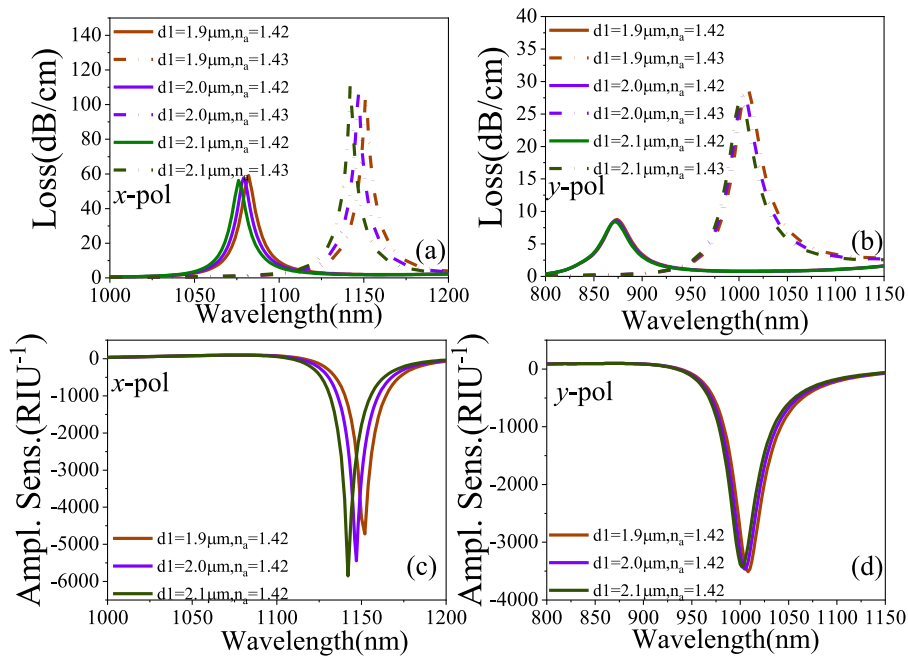 d1=1.9μm,nₐ=1.42
d1=1.9μm,nₐ=1.43
d1=2.0μm,nₐ=1.42
d1=2.0μm,nₐ=1.43
d1=2.1μm,nₐ=1.42
d1=2.1μm,nₐ=1.43
x-pol
(a)
Loss(dB/cm)
140
120
100
80
60
40
20
0
1000 1050 1100 1150 1200
Wavelength(nm)
d1=1.9μm,nₐ=1.42
d1=1.9μm,nₐ=1.43
d1=2.0μm,nₐ=1.42
d1=2.0μm,nₐ=1.43
d1=2.1μm,nₐ=1.42
d1=2.1μm,nₐ=1.43
y-pol
(b)
Loss(dB/cm)
40
35
30
25
20
15
10
5
0
800 850 900 950 1000 1050 1100 1150
Wavelength(nm)
x-pol
Ampl. Sens.(RIU⁻¹)
0
-1000
-2000
-3000
-4000
-5000
-6000
d1=1.9μm,nₐ=1.42
d1=2.0μm,nₐ=1.42
d1=2.1μm,nₐ=1.42
(c)
1000 1050 1100 1150 1200
Wavelength(nm)
y-pol
Ampl. Sens.(RIU⁻¹)
0
-1000
-2000
-3000
-4000
d1=1.9μm,nₐ=1.42
d1=2.0μm,nₐ=1.42
d1=2.1μm,nₐ=1.42
(d)
800 850 900 950 1000 1050 1100 1150
Wavelength(nm)